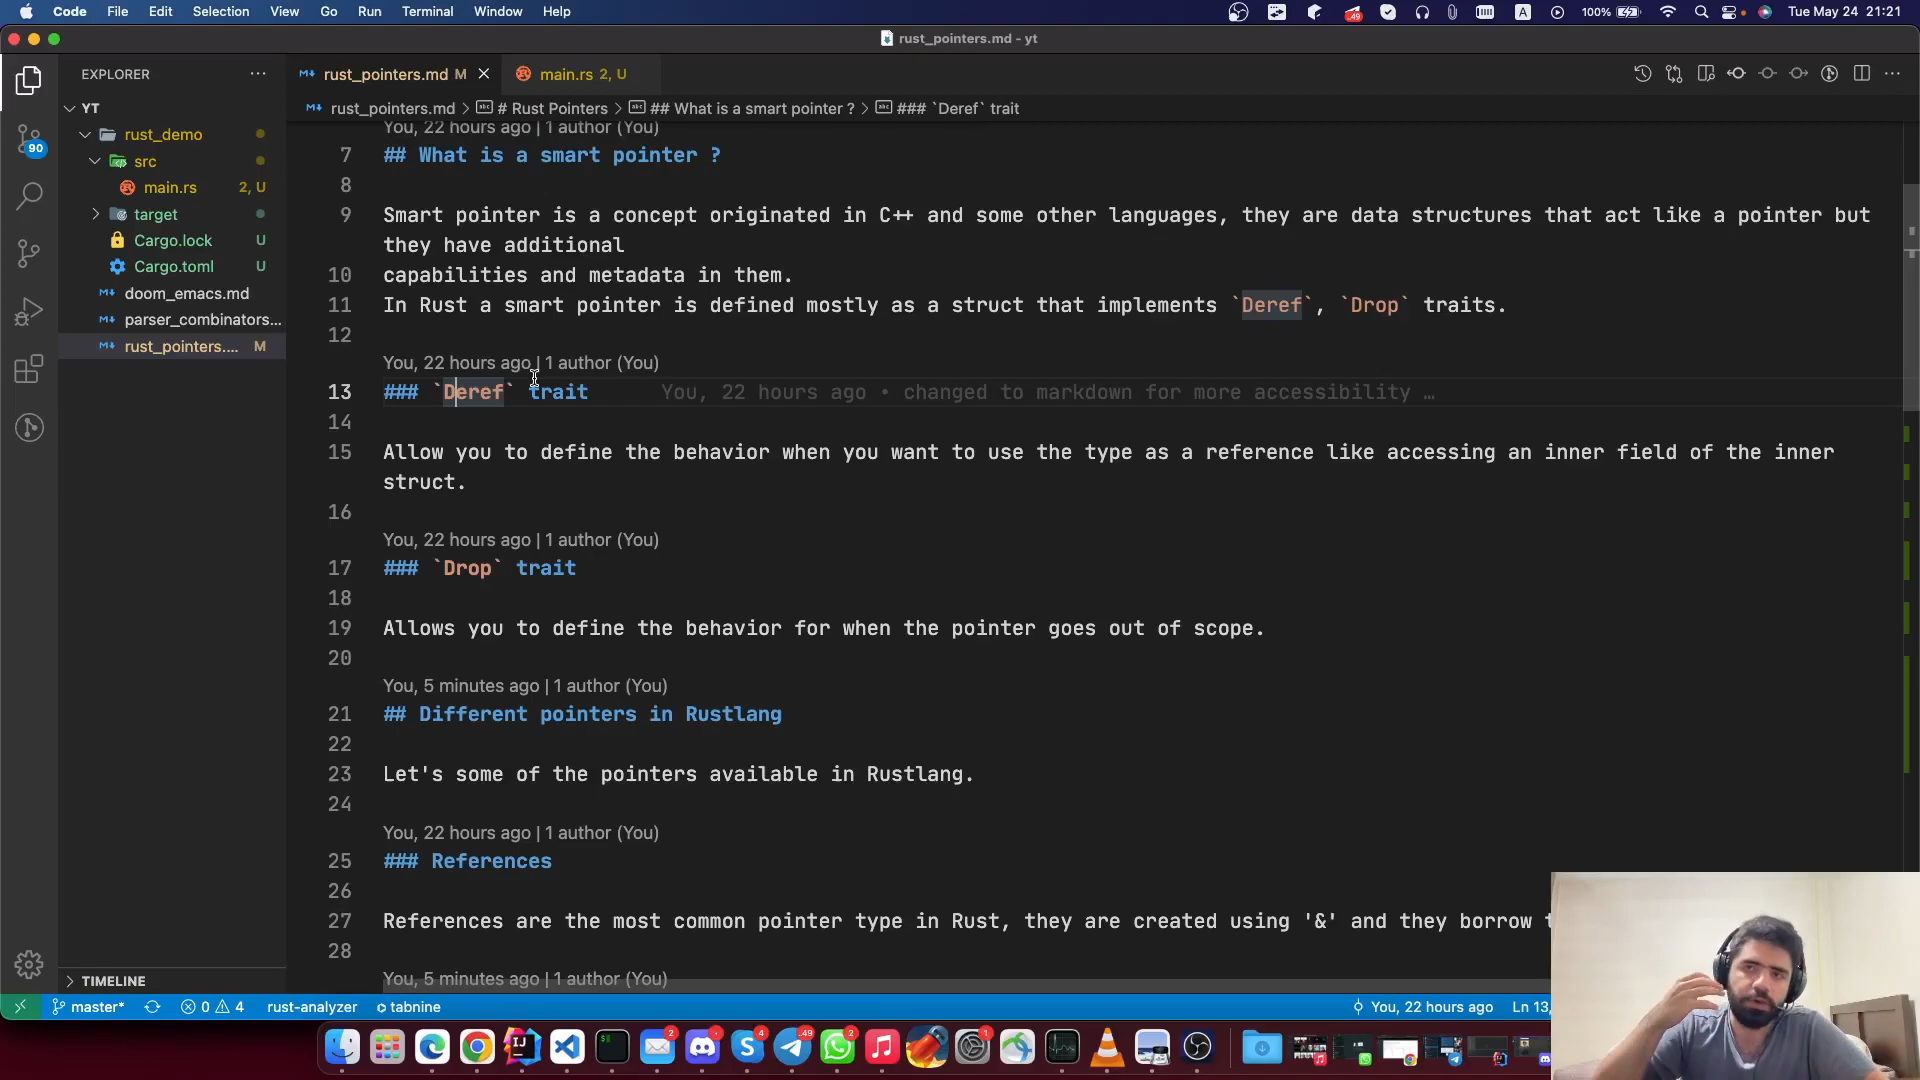 Code File Edit Selection View Go Run Terminal Window Help
49
A
100%
Tue May 24 21:21
rust_pointers.md - yt
EXPLORER
rust_pointers.md M
main.rs 2, U
YT
rust_pointers.md > # Rust Pointers > ## What is a smart pointer ? > ### `Deref` trait
rust_demo
src
main.rs 2, U
target
Cargo.lock U
Cargo.toml U
doom_emacs.md
parser_combinators...
rust_pointers.... M
90
You, 22 hours ago | 1 author (You)
7 ## What is a smart pointer ?
8
9 Smart pointer is a concept originated in C++ and some other languages, they are data structures that act like a pointer but
they have additional
10 capabilities and metadata in them.
11 In Rust a smart pointer is defined mostly as a struct that implements `Deref`, `Drop` traits.
12
You, 22 hours ago | 1 author (You)
13 ### `Deref` trait You, 22 hours ago • changed to markdown for more accessibility …
14
15 Allow you to define the behavior when you want to use the type as a reference like accessing an inner field of the inner
struct.
16
You, 22 hours ago | 1 author (You)
17 ### `Drop` trait
18
19 Allows you to define the behavior for when the pointer goes out of scope.
20
You, 5 minutes ago | 1 author (You)
21 ## Different pointers in Rustlang
22
23 Let's some of the pointers available in Rustlang.
24
You, 22 hours ago | 1 author (You)
25 ### References
26
27 References are the most common pointer type in Rust, they are created using '&' and they borrow
28
You, 5 minutes ago | 1 author (You)
TIMELINE
master* 0 4 rust-analyzer tabnine
You, 22 hours ago Ln 13,
2 4 49 2 1